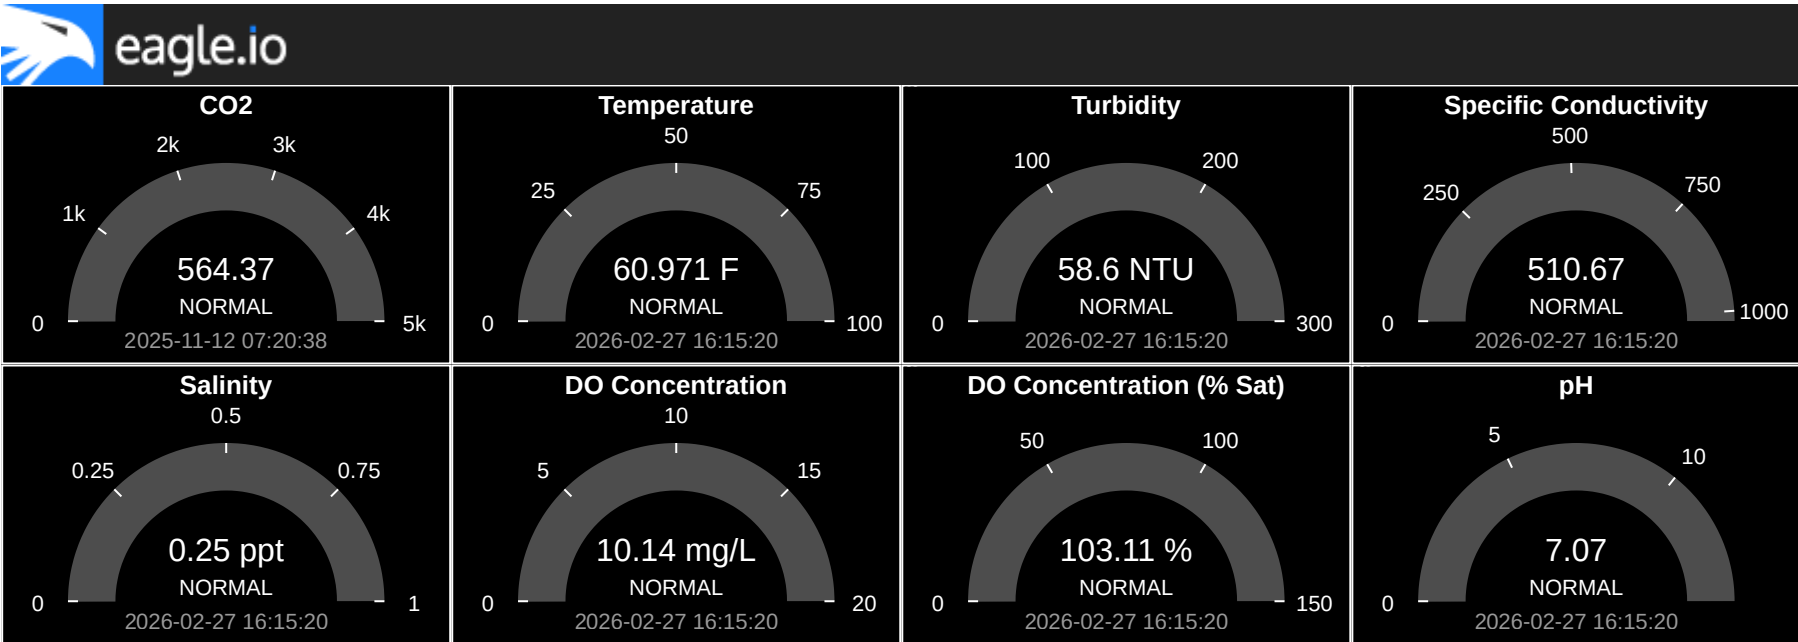 eagle.io
CO2
2k
3k
1k
4k
564.37
NORMAL
0
5k
2025-11-12 07:20:38
Temperature
50
25
75
60.971 F
NORMAL
0
100
2026-02-27 16:15:20
Turbidity
100
200
58.6 NTU
NORMAL
0
300
2026-02-27 16:15:20
Specific Conductivity
500
250
750
510.67
NORMAL
0
1000
2026-02-27 16:15:20
Salinity
0.5
0.25
0.75
0.25 ppt
NORMAL
0
1
2026-02-27 16:15:20
DO Concentration
10
5
15
10.14 mg/L
NORMAL
0
20
2026-02-27 16:15:20
DO Concentration (% Sat)
50
100
103.11 %
NORMAL
0
150
2026-02-27 16:15:20
pH
5
10
7.07
NORMAL
0
2026-02-27 16:15:20